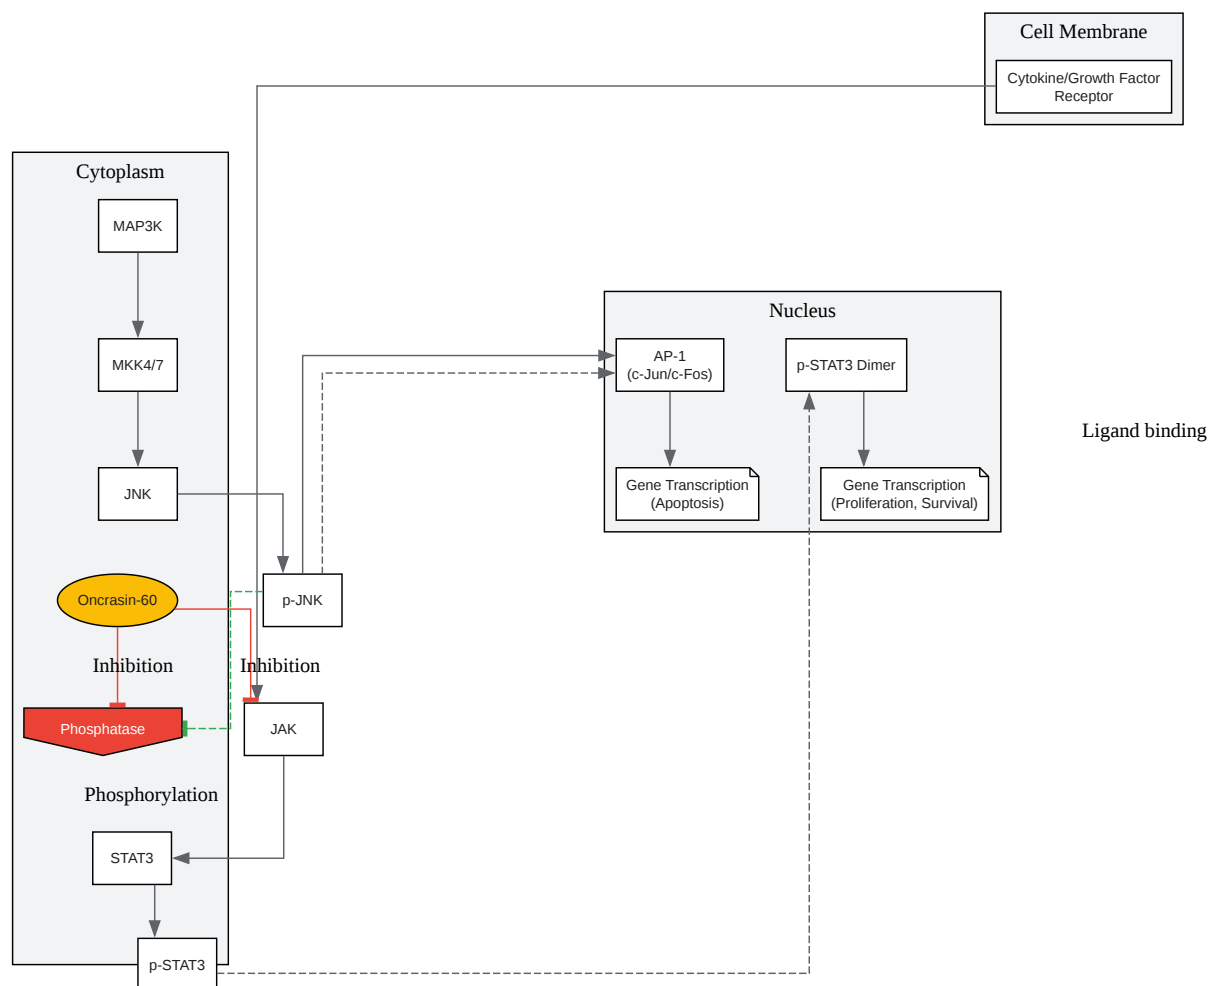 Cell Membrane
Cytokine/Growth Factor
Receptor
Cytoplasm
MAP3K
MKK4/7
JNK
Oncrasin-60
p-JNK
Inhibition
Inhibition
Phosphatase
JAK
Phosphorylation
STAT3
p-STAT3
Nucleus
AP-1
(c-Jun/c-Fos)
p-STAT3 Dimer
Gene Transcription
(Apoptosis)
Gene Transcription
(Proliferation, Survival)
Ligand binding